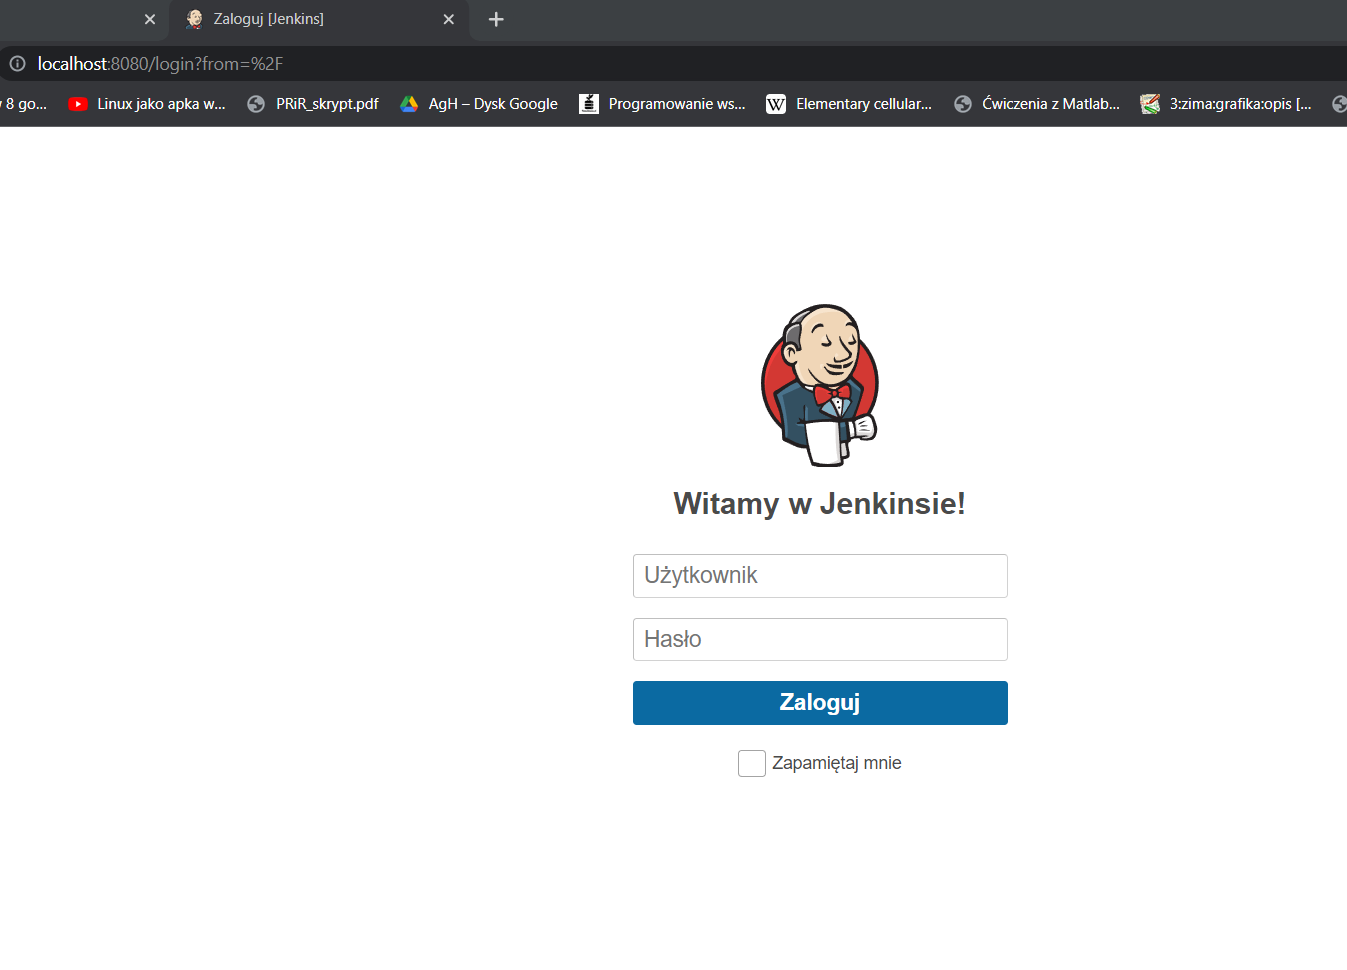 Zaloguj [Jenkins]
localhost:8080/login?from=%2F
8 go... Linux jako apka w... PRiR_skrypt.pdf AgH – Dysk Google Programowanie ws... Elementary cellular... Ćwiczenia z Matlab... 3:zima:grafika:opis [...
Witamy w Jenkinsie!
Użytkownik
Hasło
Zaloguj
Zapamiętaj mnie